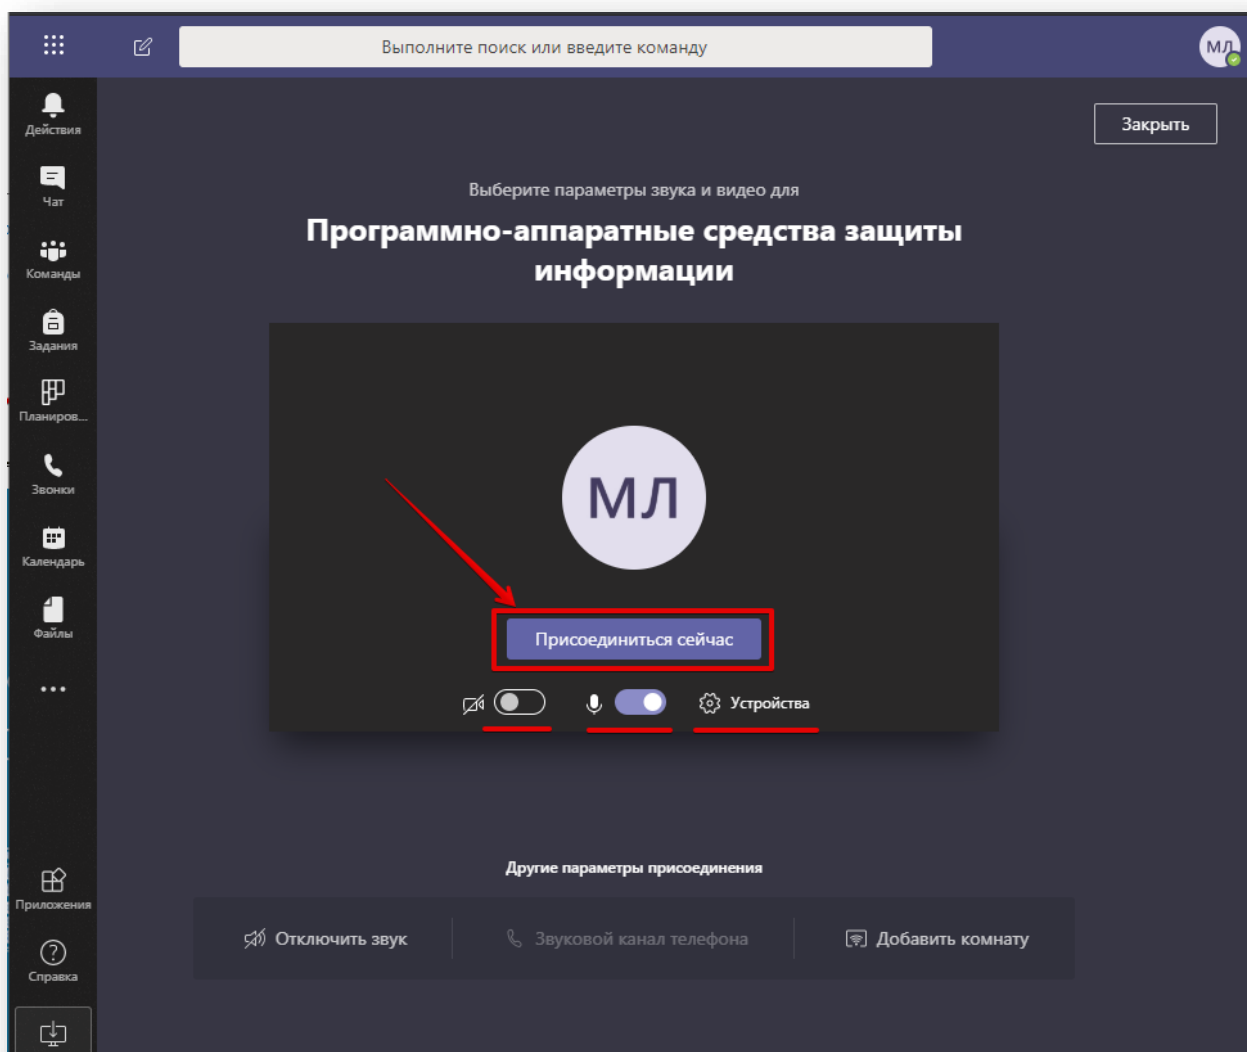 Выполните поиск или введите команду
МЛ
Действия
Чат
Команды
Задания
Планиров...
Звонки
Календарь
Файлы
Приложения
Справка
Закрыть
Выберите параметры звука и видео для
Программно-аппаратные средства защиты
информации
МЛ
Присоединиться сейчас
Устройства
Другие параметры присоединения
Отключить звук
Звуковой канал телефона
Добавить комнату